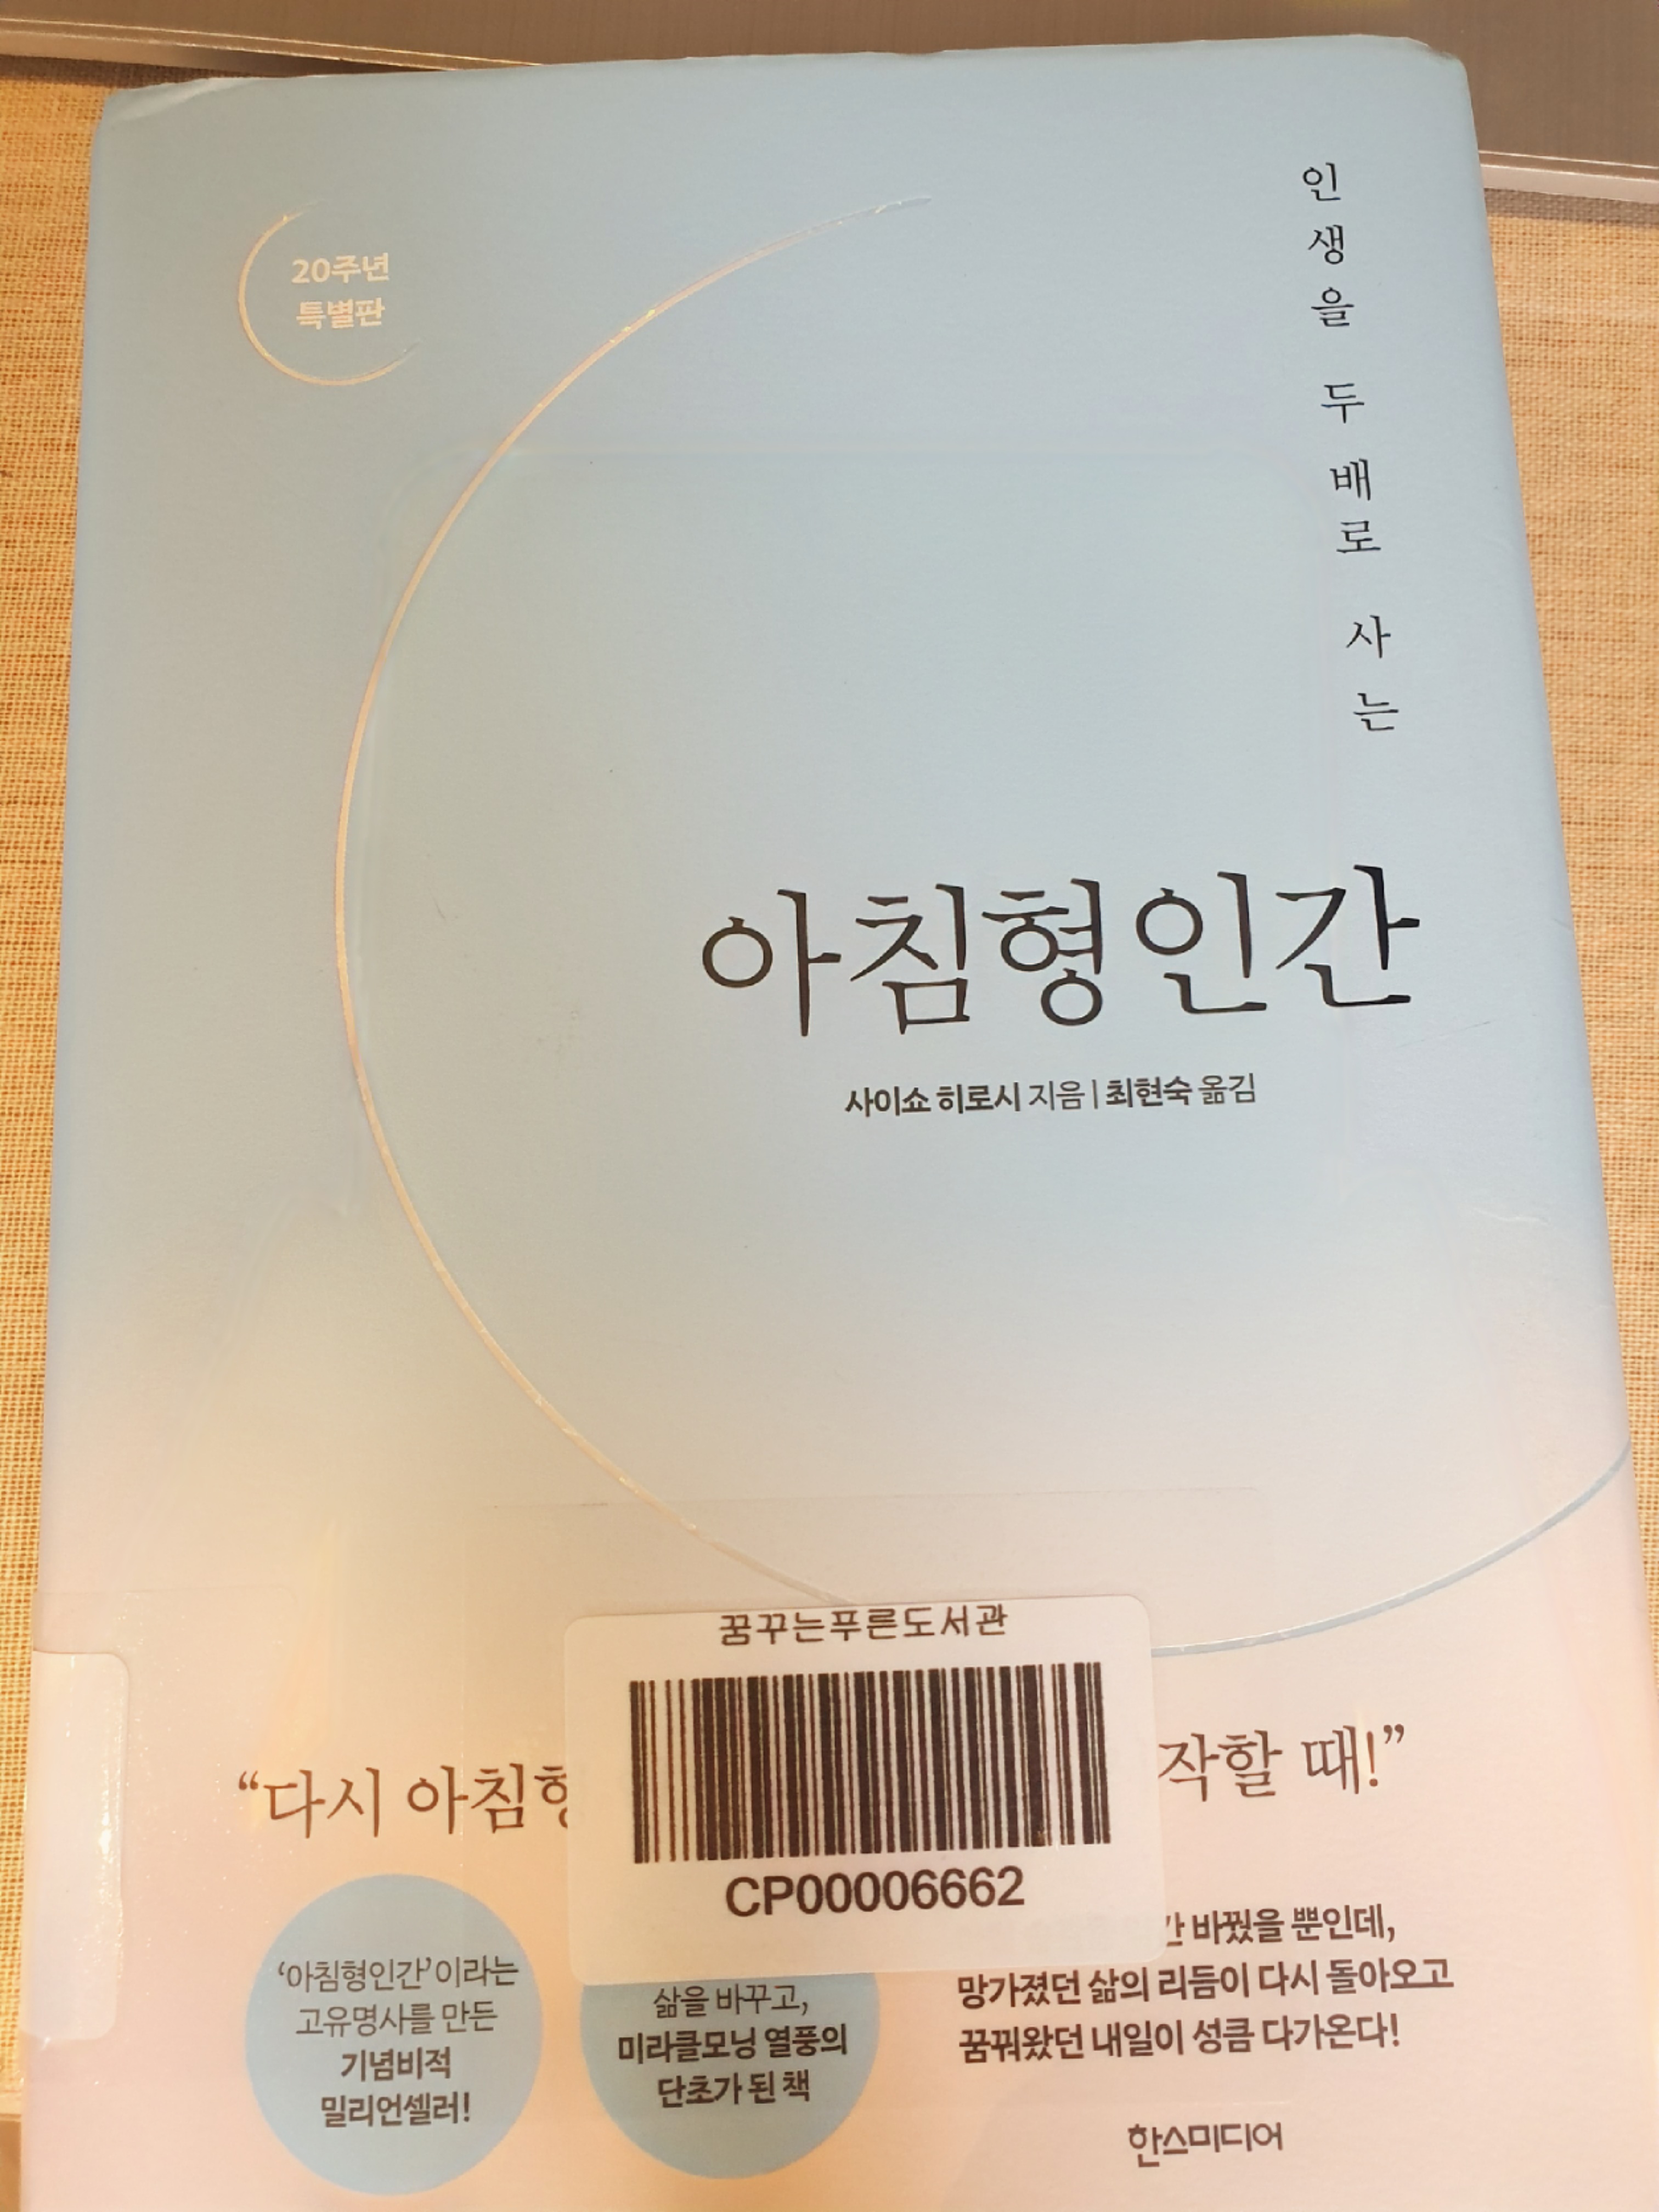 20주년
특별판
인생을 두 배로 사는
아침형인간
사이쇼 히로시 지음 | 최현숙 옮김
꿈꾸는푸른도서관
CP00006662
“다시 아침형 작할 때!”
‘아침형인간’이라는
고유명사를 만든
기념비적
밀리언셀러!
삶을 바꾸고,
미라클모닝 열풍의
단초가 된 책
바꿨을 뿐인데,
망가졌던 삶의 리듬이 다시 돌아오고
꿈꿔왔던 내일이 성큼 다가온다!
한스미디어